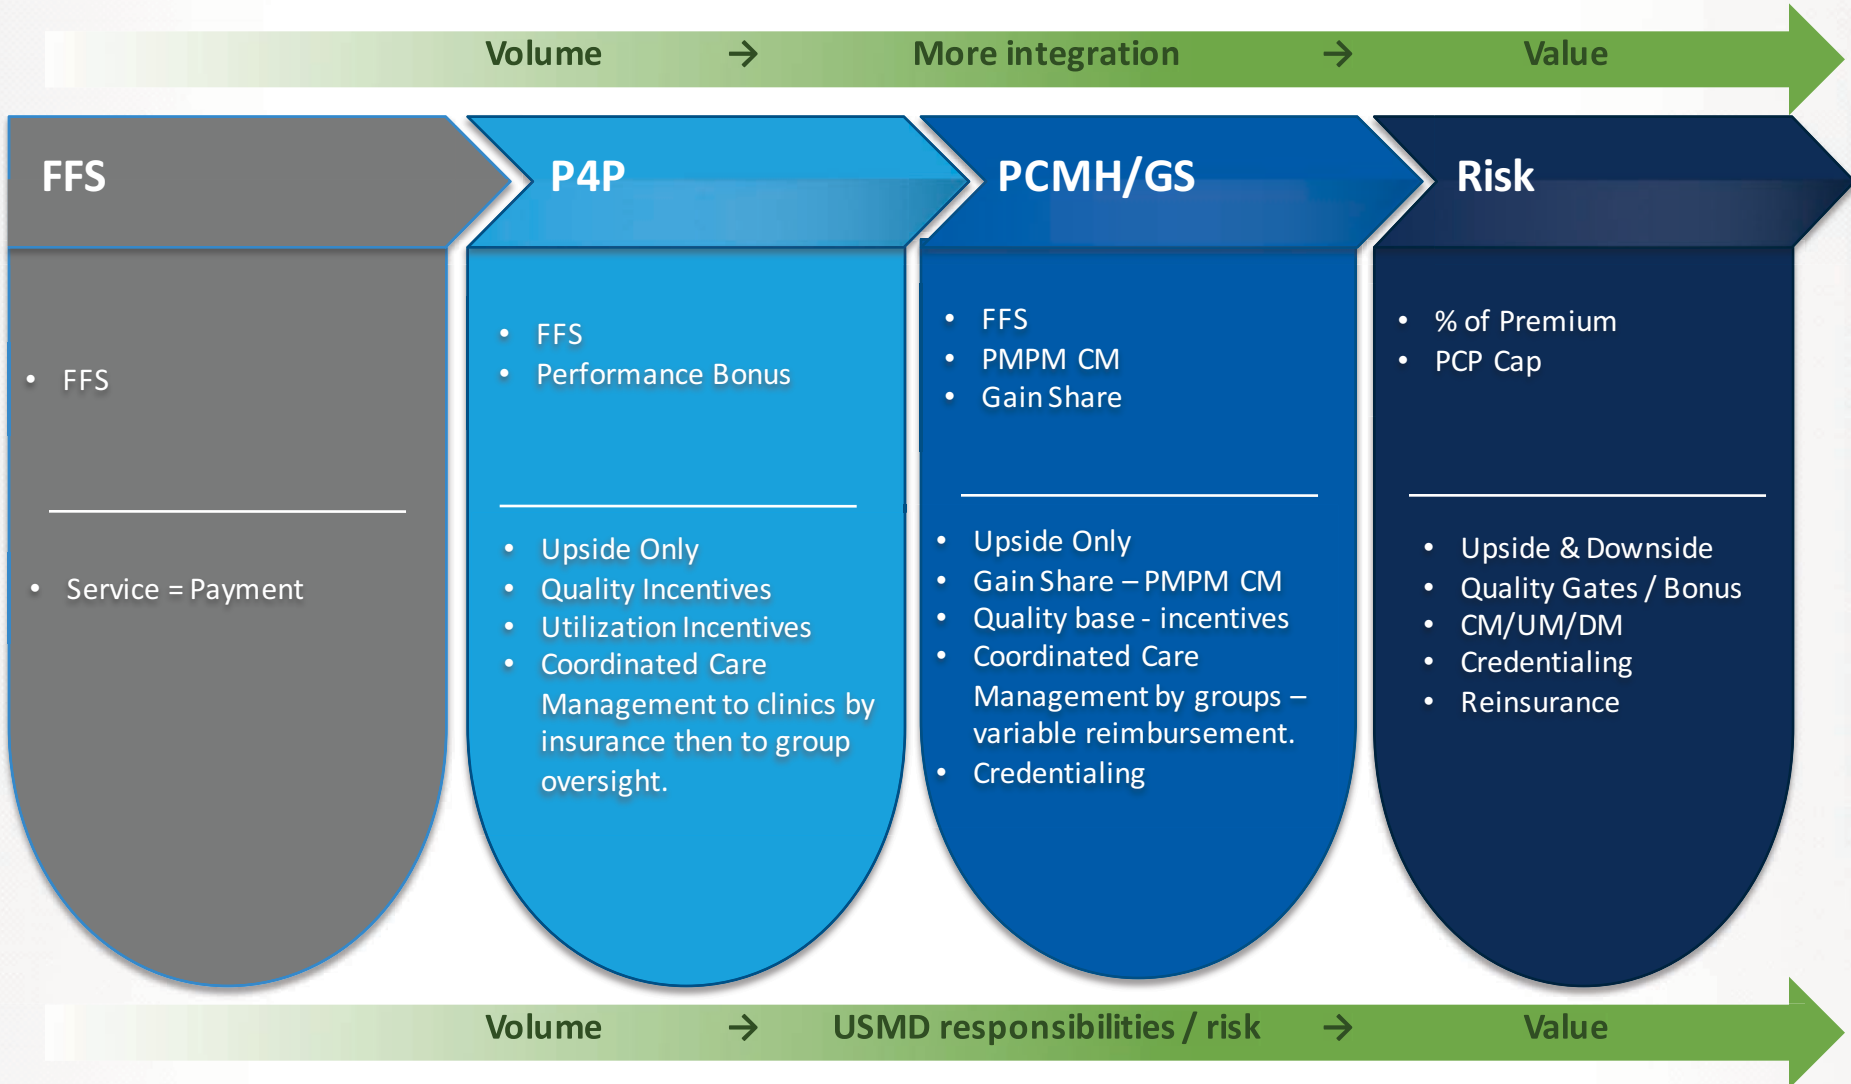 Volume → More integration → Value
FFS
• FFS
• Service = Payment
P4P
• FFS
• Performance Bonus
• Upside Only
• Quality Incentives
• Utilization Incentives
• Coordinated Care
Management to clinics by
insurance then to group
oversight.
PCMH/GS
• FFS
• PMPM CM
• Gain Share
• Upside Only
• Gain Share – PMPM CM
• Quality base - incentives
• Coordinated Care
Management by groups –
variable reimbursement.
• Credentialing
Risk
• % of Premium
• PCP Cap
• Upside & Downside
• Quality Gates / Bonus
• CM/UM/DM
• Credentialing
• Reinsurance
Volume → USMD responsibilities / risk → Value